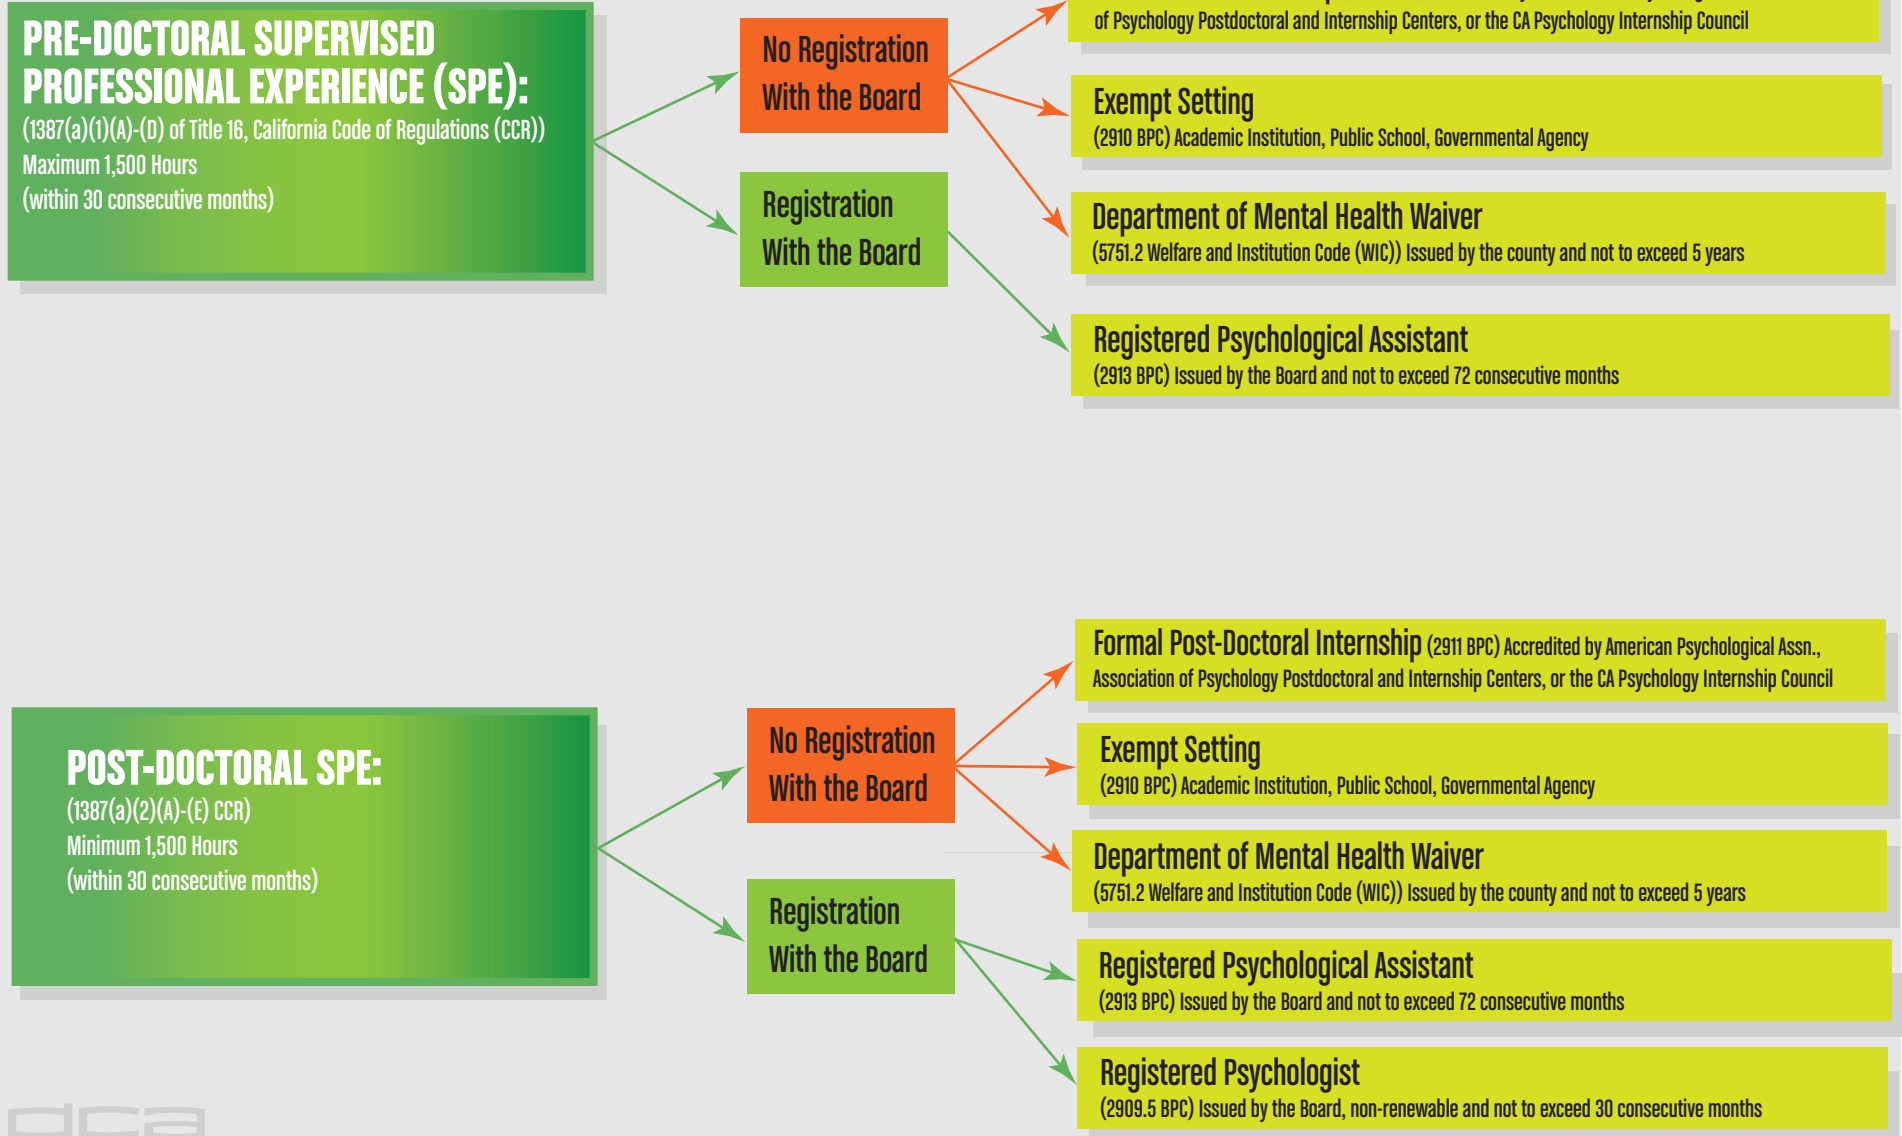 PRE-DOCTORAL SUPERVISED
PROFESSIONAL EXPERIENCE (SPE):
(1387(a)(1)(A)-(D) of Title 16, California Code of Regulations (CCR))
Maximum 1,500 Hours
(within 30 consecutive months)
No Registration
With the Board
Registration
With the Board
of Psychology Postdoctoral and Internship Centers, or the CA Psychology Internship Council
Exempt Setting
(2910 BPC) Academic Institution, Public School, Governmental Agency
Department of Mental Health Waiver
(5751.2 Welfare and Institution Code (WIC)) Issued by the county and not to exceed 5 years
Registered Psychological Assistant
(2913 BPC) Issued by the Board and not to exceed 72 consecutive months
POST-DOCTORAL SPE:
(1387(a)(2)(A)-(E) CCR)
Minimum 1,500 Hours
(within 30 consecutive months)
No Registration
With the Board
Registration
With the Board
Formal Post-Doctoral Internship (2911 BPC) Accredited by American Psychological Assn.,
Association of Psychology Postdoctoral and Internship Centers, or the CA Psychology Internship Council
Exempt Setting
(2910 BPC) Academic Institution, Public School, Governmental Agency
Department of Mental Health Waiver
(5751.2 Welfare and Institution Code (WIC)) Issued by the county and not to exceed 5 years
Registered Psychological Assistant
(2913 BPC) Issued by the Board and not to exceed 72 consecutive months
Registered Psychologist
(2909.5 BPC) Issued by the Board, non-renewable and not to exceed 30 consecutive months
dca